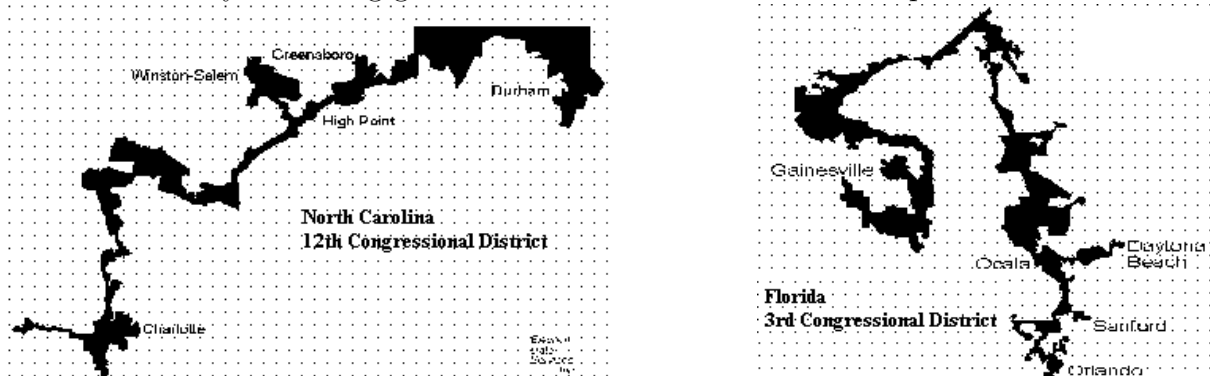 Greensboro
Winston-Salem
Durham
High Point
North Carolina
12th Congressional District
Charlotte
Gainesville
Ocala
Daytona
Beach
Florida
3rd Congressional District
Sanford
Orlando